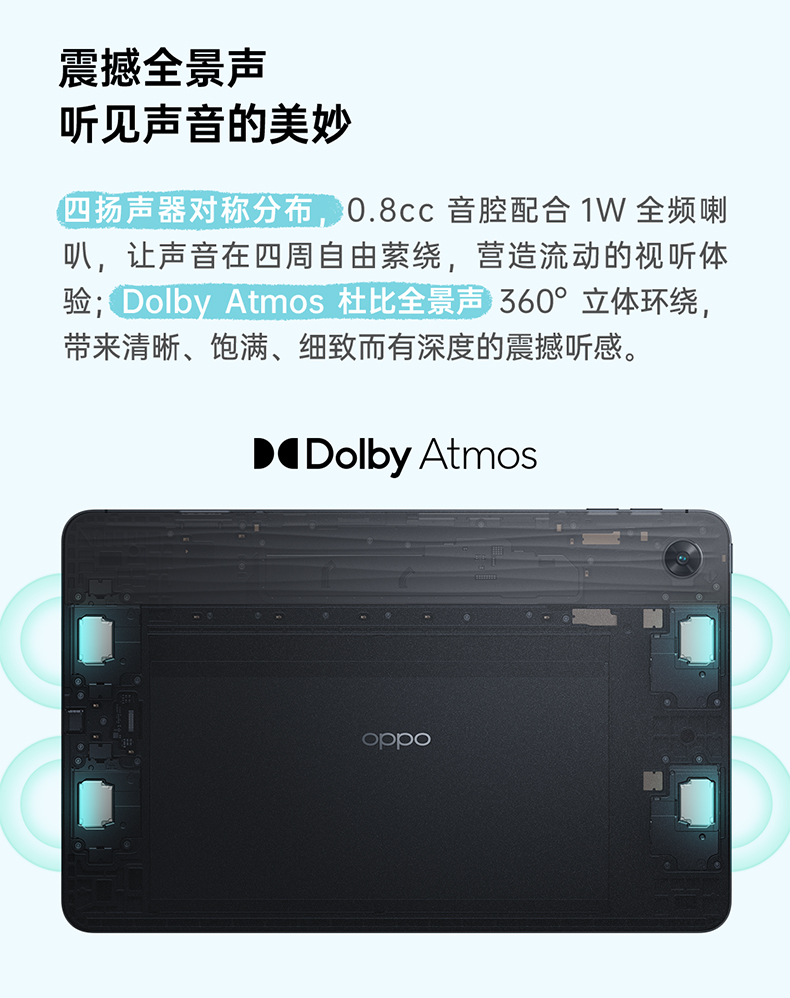 震撼全景声
听见声音的美妙
四扬声器对称分布，0.8cc 音腔配合 1W 全频喇
叭，让声音在四周自由萦绕，营造流动的视听体
验；Dolby Atmos 杜比全景声 360° 立体环绕，
带来清晰、饱满、细致而有深度的震撼听感。
Dolby Atmos
oppo